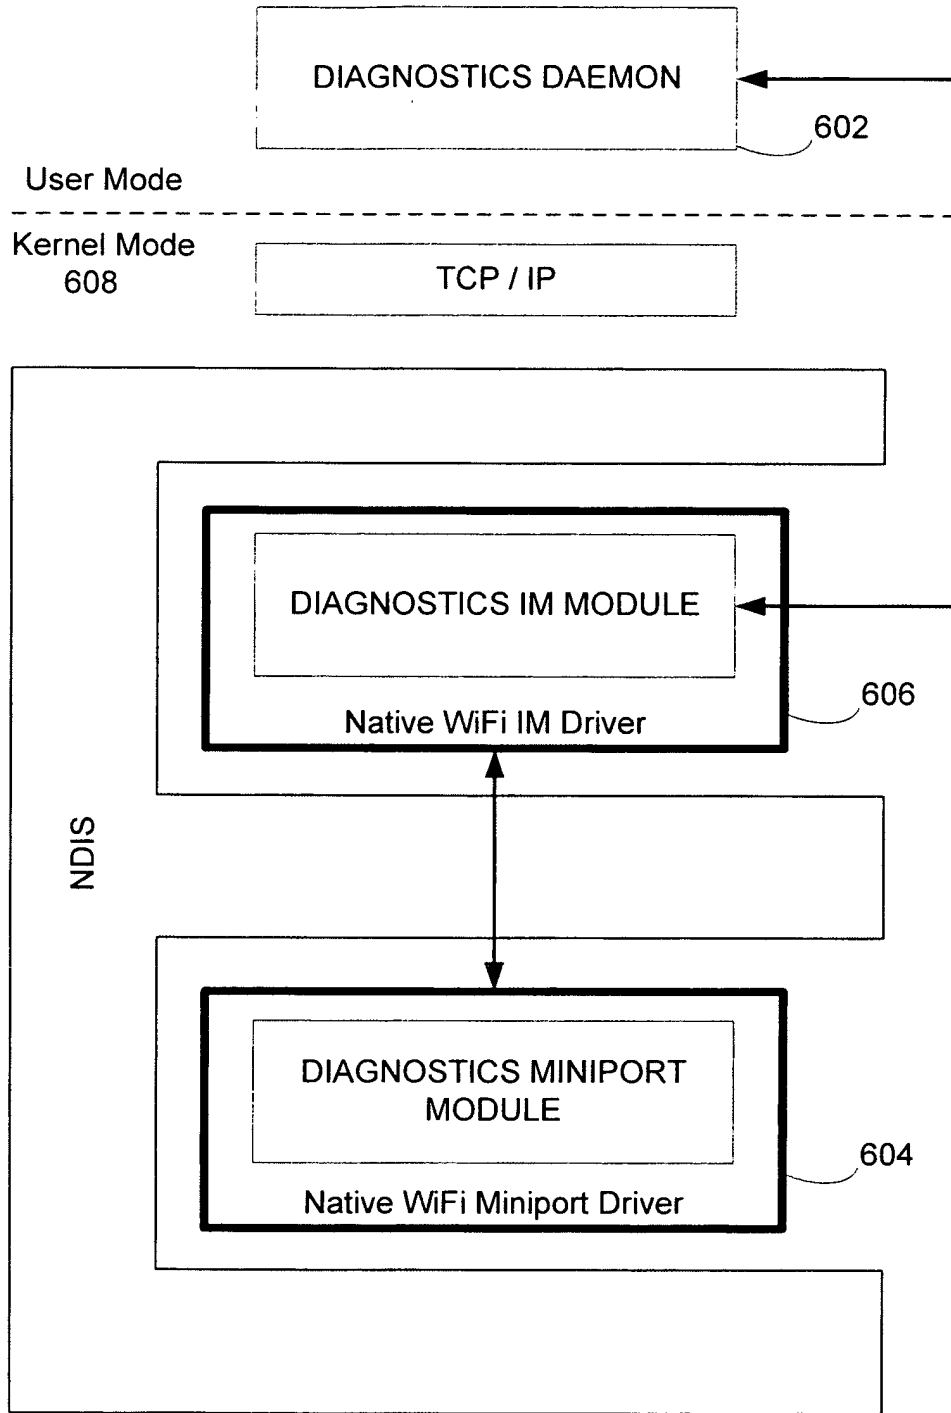 DIAGNOSTICS DAEMON
602
User Mode
Kernel Mode
608
TCP / IP
DIAGNOSTICS IM MODULE
606
Native WiFi IM Driver
NDIS
DIAGNOSTICS MINIPORT
MODULE
604
Native WiFi Miniport Driver